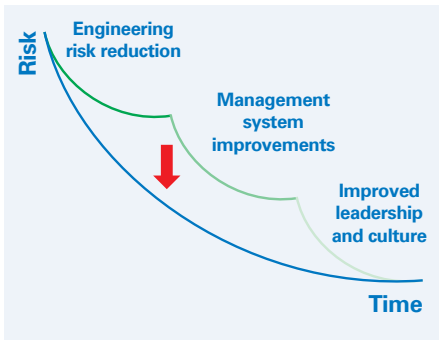 Risk
Engineering
risk reduction
Management
system
improvements
Improved
leadership
and culture
Time